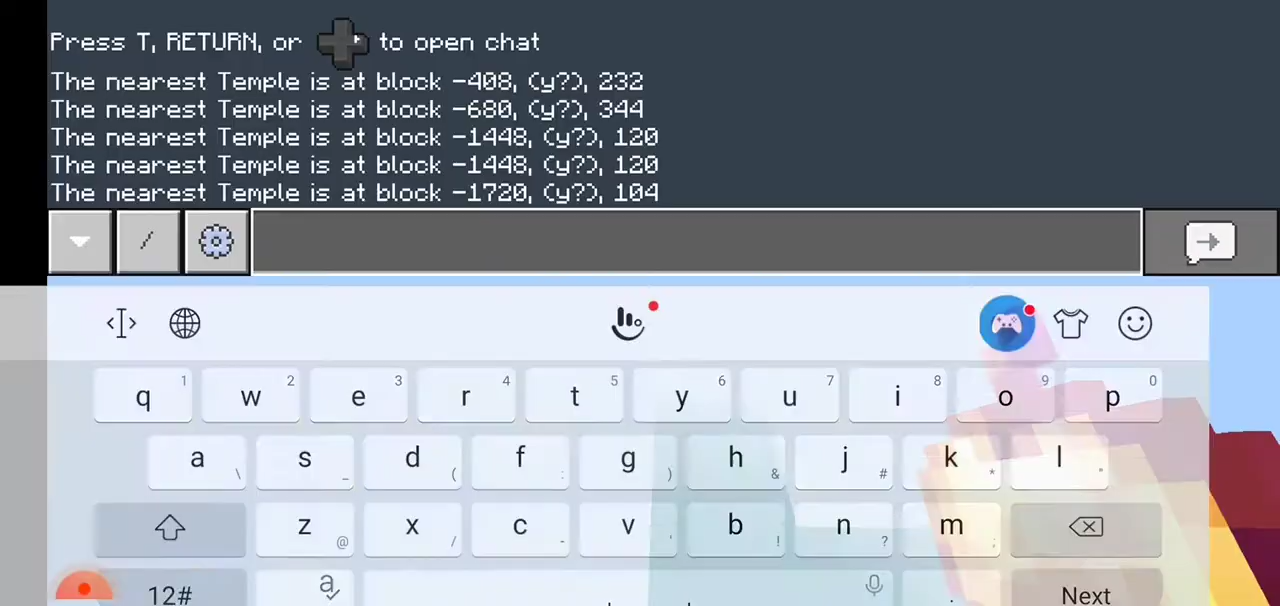 Press T, RETURN, or to open chat
The nearest Temple is at block -408, (y?), 232
The nearest Temple is at block -680, (y?), 344
The nearest Temple is at block -1448, (y?), 120
The nearest Temple is at block -1448, (y?), 120
The nearest Temple is at block -1720, (y?), 104
/
1 2 3 4 5 6 7 8 9 0
q w e r t y u i o p
a s d f g h j k l
\ _ ( : ) & # * "
z x c v b n m
@ / - ' ! ? ;
12# a . Next